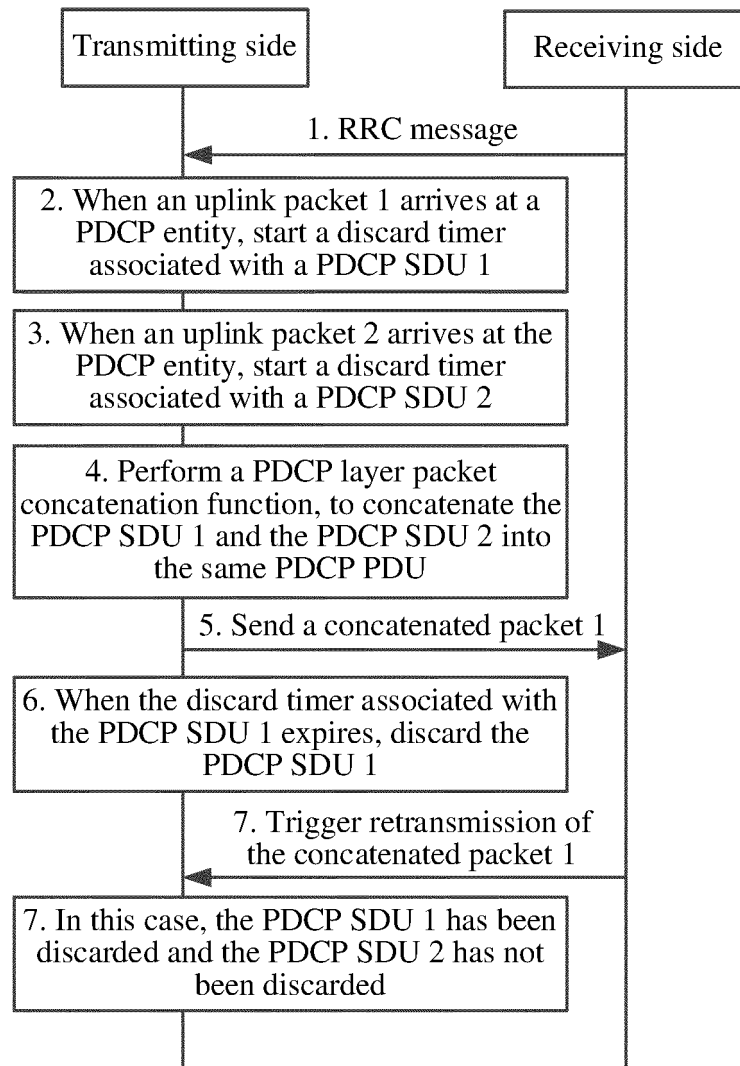 Transmitting side
Receiving side
1. RRC message
2. When an uplink packet 1 arrives at a
PDCP entity, start a discard timer
associated with a PDCP SDU 1
3. When an uplink packet 2 arrives at the
PDCP entity, start a discard timer
associated with a PDCP SDU 2
4. Perform a PDCP layer packet
concatenation function, to concatenate the
PDCP SDU 1 and the PDCP SDU 2 into
the same PDCP PDU
5. Send a concatenated packet 1
6. When the discard timer associated with
the PDCP SDU 1 expires, discard the
PDCP SDU 1
7. Trigger retransmission of
the concatenated packet 1
7. In this case, the PDCP SDU 1 has been
discarded and the PDCP SDU 2 has not
been discarded